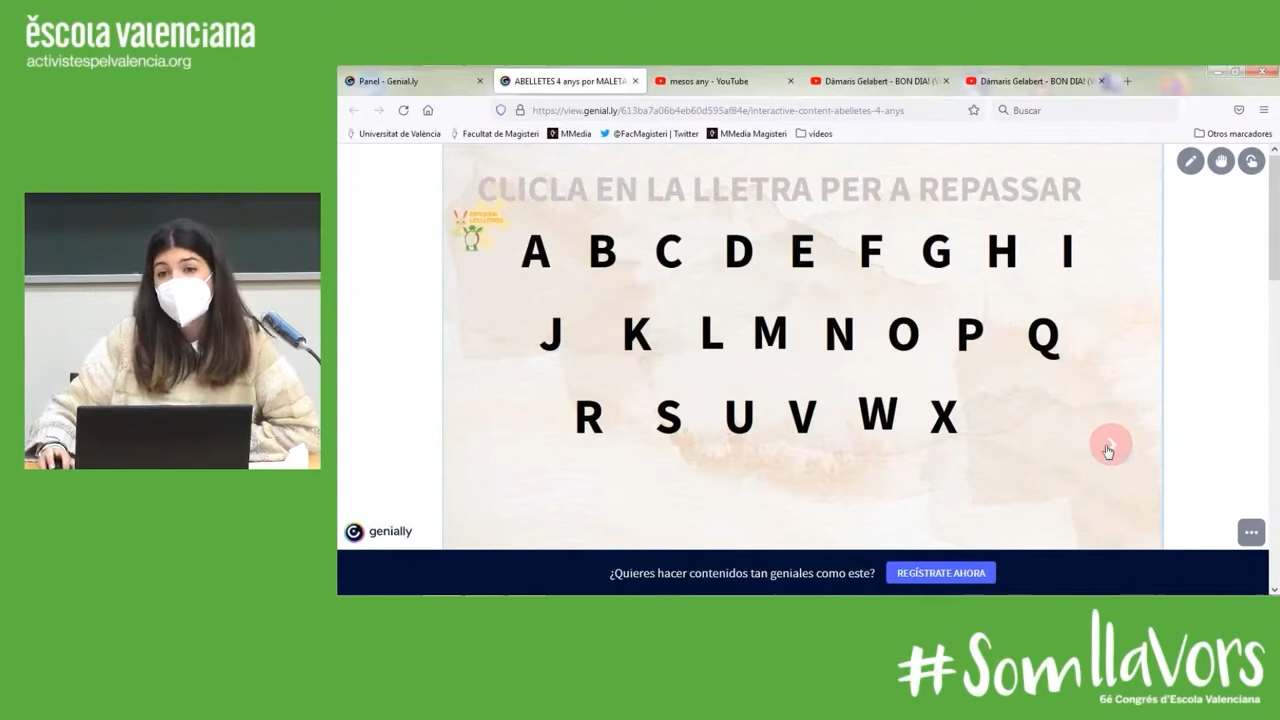 escola valenciana
activistespelvalencia.org
Panel - Genial.ly
ABELLETES 4 anys por MALETA
mesos any - YouTube
Dàmaris Gelabert - BON DIA! (V
Dàmaris Gelabert - BON DIA! (V
https://view.genial.ly/613ba7a06b4eb60d595af84e/interactive-content-abelletes-4-anys
Buscar
Universitat de València
Facultat de Magisteri
MMedia
@FacMagisteri | Twitter
MMedia Magisteri
vídeos
Otros marcadores
CLICLA EN LA LLETRA PER A REPASSAR
A B C D E F G H I
J K L M N O P Q
R S U V W X
genially
¿Quieres hacer contenidos tan geniales como este?
REGÍSTRATE AHORA
#Somllavors
6é Congrés d'Escola Valenciana